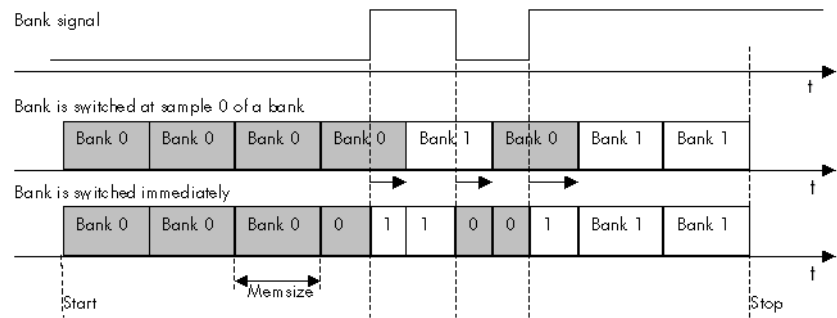 Bank signal
t
Bank is switched at sample 0 of a bank
Bank 0 Bank 0 Bank 0 Bank 0 Bank 1 Bank 0 Bank 1 Bank 1
t
Bank is switched immediately
Bank 0 Bank 0 Bank 0 0 1 1 0 0 1 Bank 1 Bank 1
t
Memsize
Start Stop